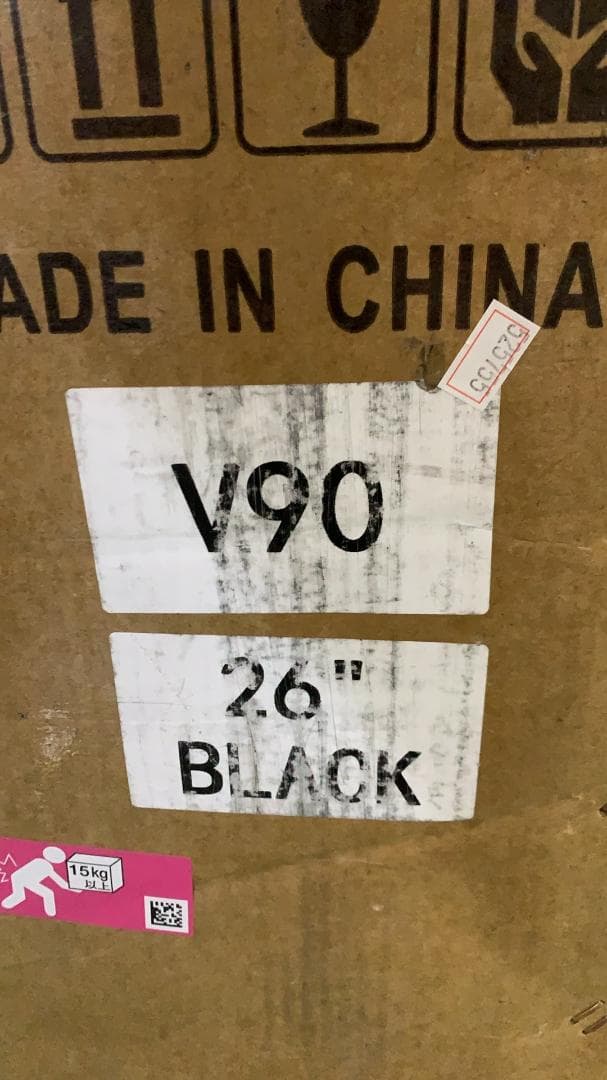 ADE IN CHINA
V90
26"
BLACK
15kg
以上